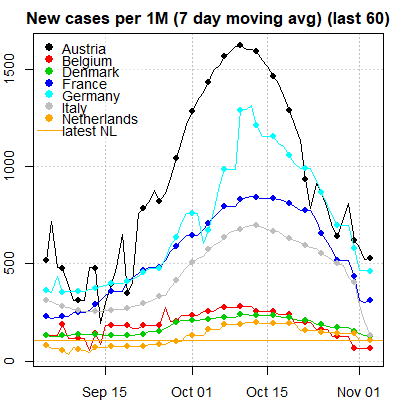 New cases per 1M (7 day moving avg) (last 60)
Austria
Belgium
Denmark
France
Germany
Italy
Netherlands
latest NL
1500
1000
500
0
Sep 15 Oct 01 Oct 15 Nov 01